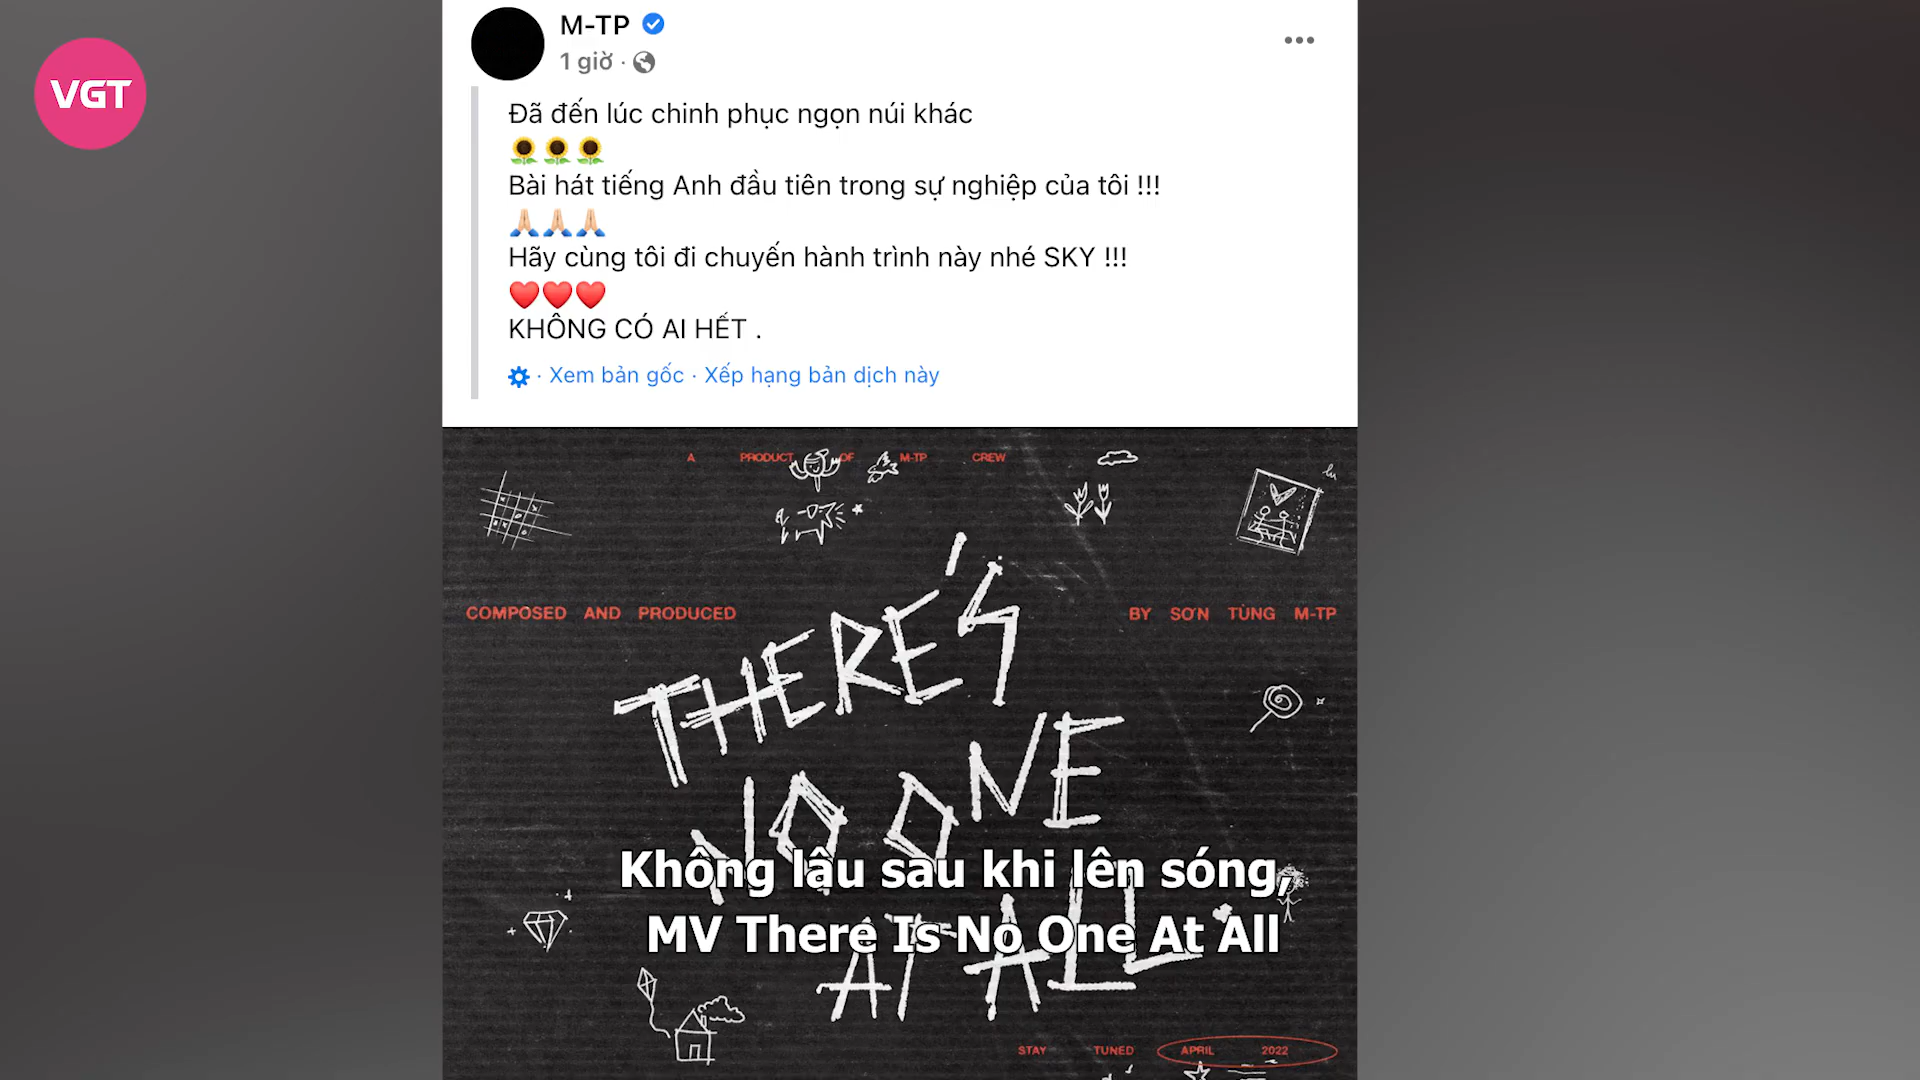 VGT
M-TP
1 giờ ·
Đã đến lúc chinh phục ngọn núi khác
🌻🌻🌻
Bài hát tiếng Anh đầu tiên trong sự nghiệp của tôi !!!
🙏🏻🙏🏻🙏🏻
Hãy cùng tôi đi chuyến hành trình này nhé SKY !!!
❤️❤️❤️
KHÔNG CÓ AI HẾT .
· Xem bản gốc · Xếp hạng bản dịch này
A PRODUCT OF M-TP CREW
COMPOSED AND PRODUCED BY SƠN TÙNG M-TP
THERE'S
NO ONE
AT ALL
Không lâu sau khi lên sóng,
MV There Is No One At All
STAY TUNED APRIL 2022